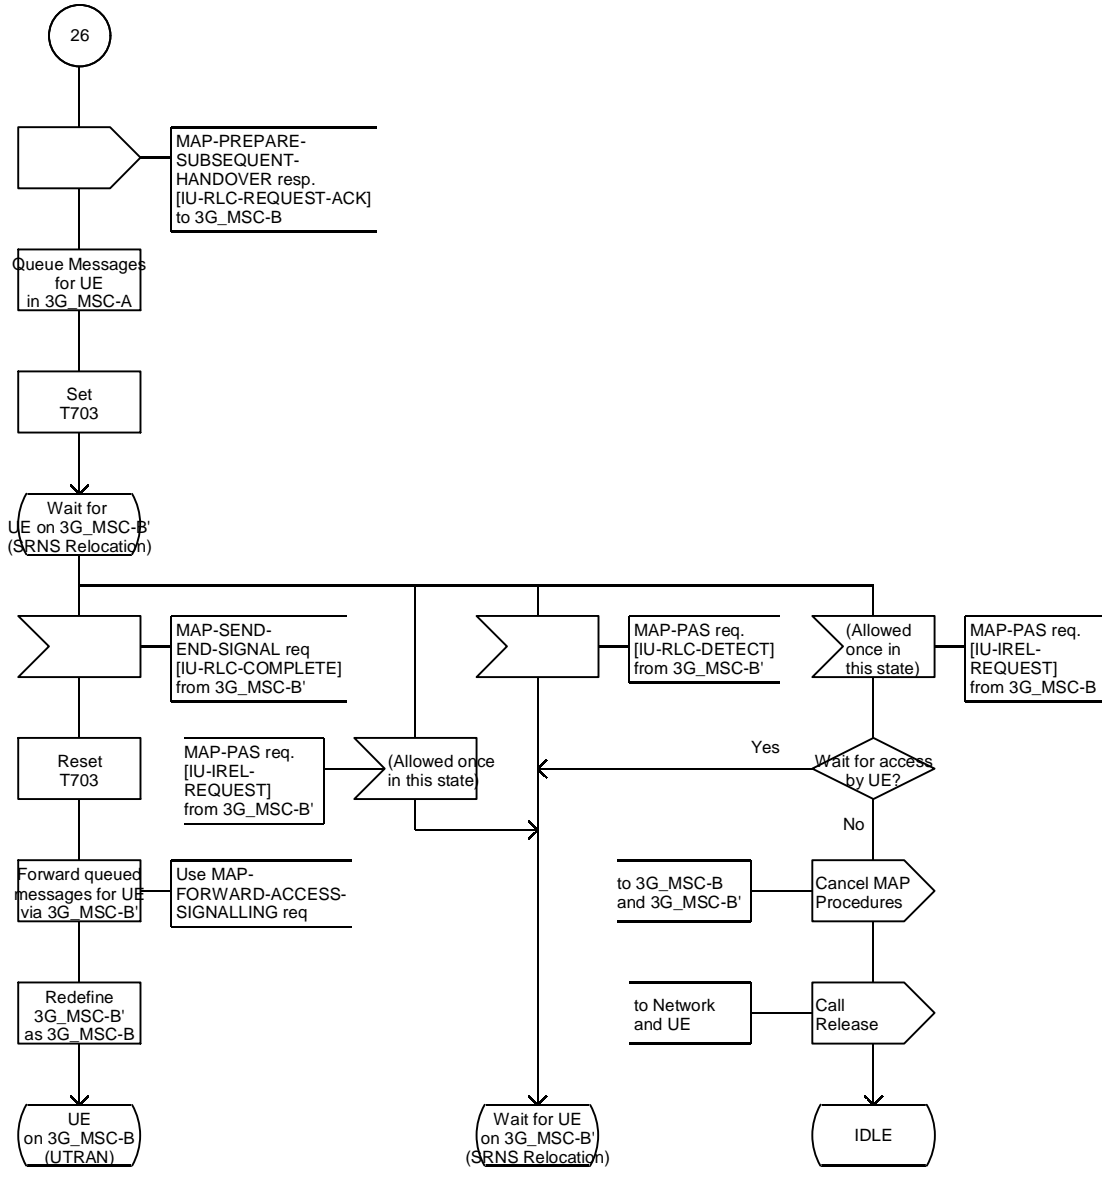 26
MAP-PREPARE-
SUBSEQUENT-
HANDOVER resp.
[IU-RLC-REQUEST-ACK]
to 3G_MSC-B
Queue Messages
for UE
in 3G_MSC-A
Set
T703
Wait for
UE on 3G_MSC-B'
(SRNS Relocation)
MAP-SEND-
END-SIGNAL req
[IU-RLC-COMPLETE]
from 3G_MSC-B'
MAP-PAS req.
[IU-RLC-DETECT]
from 3G_MSC-B'
(Allowed
once in
this state)
MAP-PAS req.
[IU-IREL-
REQUEST]
from 3G_MSC-B
Reset
T703
MAP-PAS req.
[IU-IREL-
REQUEST]
from 3G_MSC-B'
(Allowed once
in this state)
Yes
Wait for access
by UE?
No
Forward queued
messages for UE
via 3G_MSC-B'
Use MAP-
FORWARD-ACCESS-
SIGNALLING req
to 3G_MSC-B
and 3G_MSC-B'
Cancel MAP
Procedures
Redefine
3G_MSC-B'
as 3G_MSC-B
to Network
and UE
Call
Release
UE
on 3G_MSC-B
(UTRAN)
Wait for UE
on 3G_MSC-B'
(SRNS Relocation)
IDLE